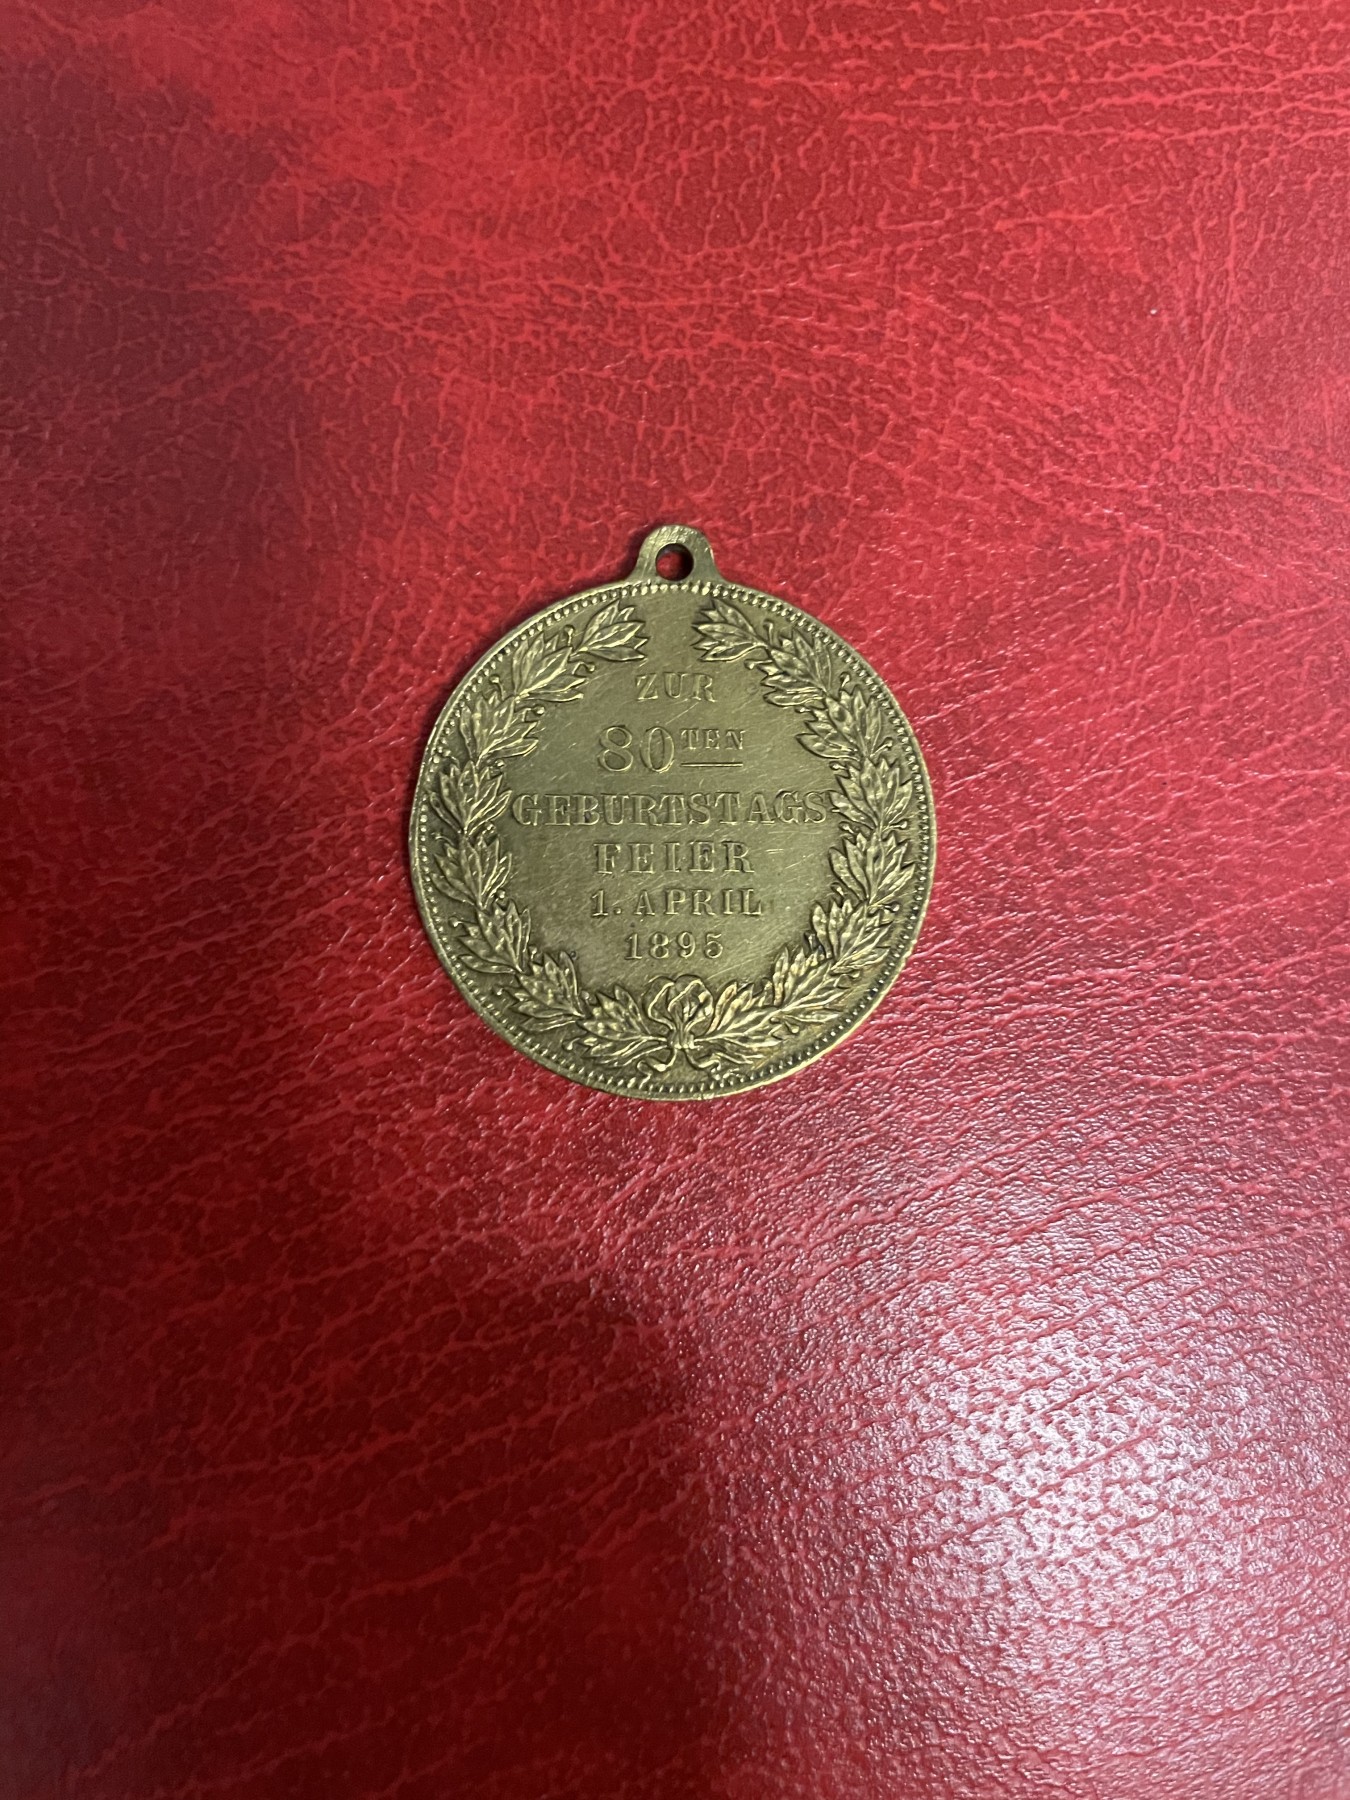 ZUR
80TEN
GEBURTSTAGS
FEIER
1. APRIL
1895